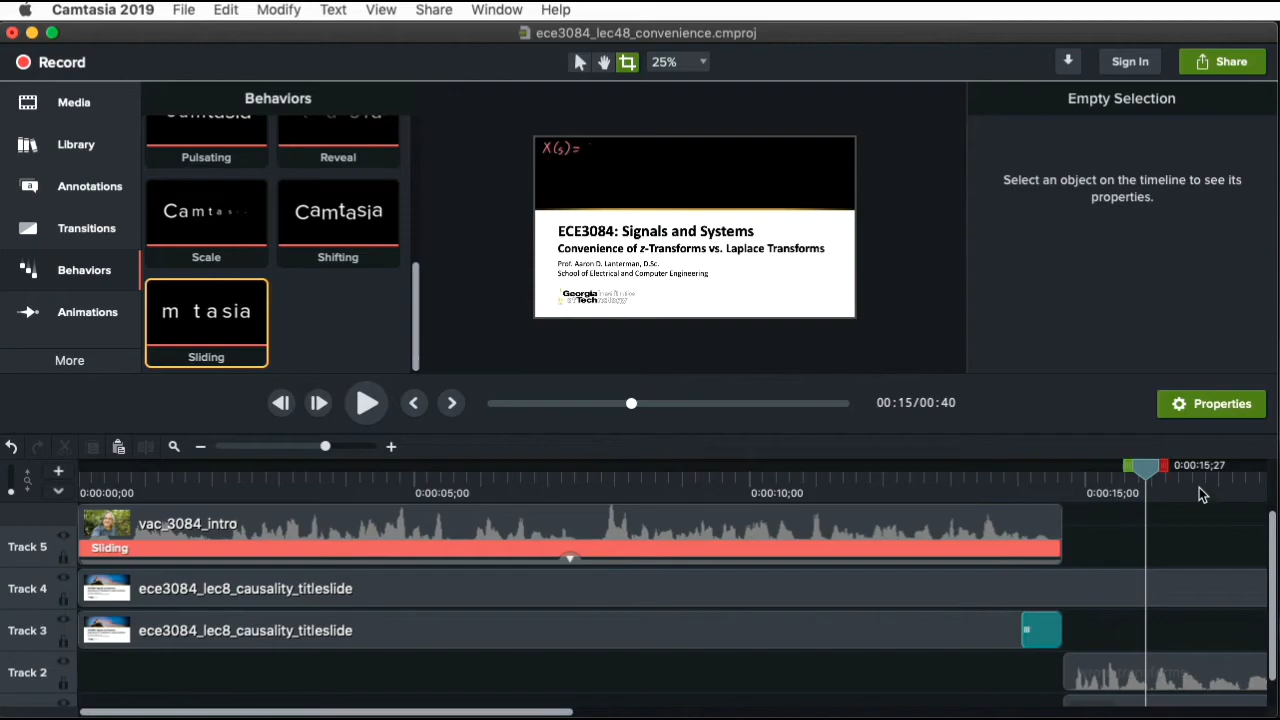 Camtasia 2019 File Edit Modify Text View Share Window Help
ece3084_lec48_convenience.cmproj
Record 25% Sign In Share
Media
Library
Annotations
Transitions
Behaviors
Animations
More
Behaviors
Camtasia
Pulsating Reveal
Camtas Camtasia
Scale Shifting
m t a s i a
Sliding
X(s)=
ECE3084: Signals and Systems
Convenience of z-Transforms vs. Laplace Transforms
Prof. Aaron D. Lanterman, D.Sc.
School of Electrical and Computer Engineering
Georgia Institute
of Technology
Empty Selection
Select an object on the timeline to see its
properties.
00:15/00:40
Properties
0:00:15;27
0:00:00;00 0:00:05;00 0:00:10;00 0:00:15;00
vac_3084_intro
Track 5 Sliding
Track 4 ece3084_lec8_causality_titleslide
Track 3 ece3084_lec8_causality_titleslide
Track 2